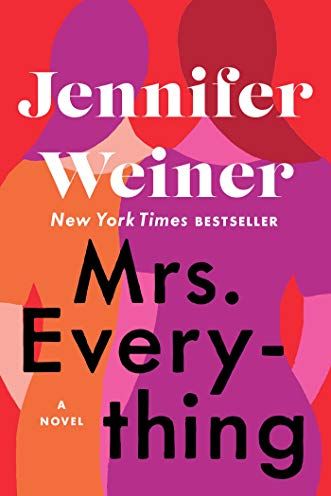 Jennifer
Weiner
New York Times BESTSELLER
Mrs.
Every-
A
NOVEL
thing